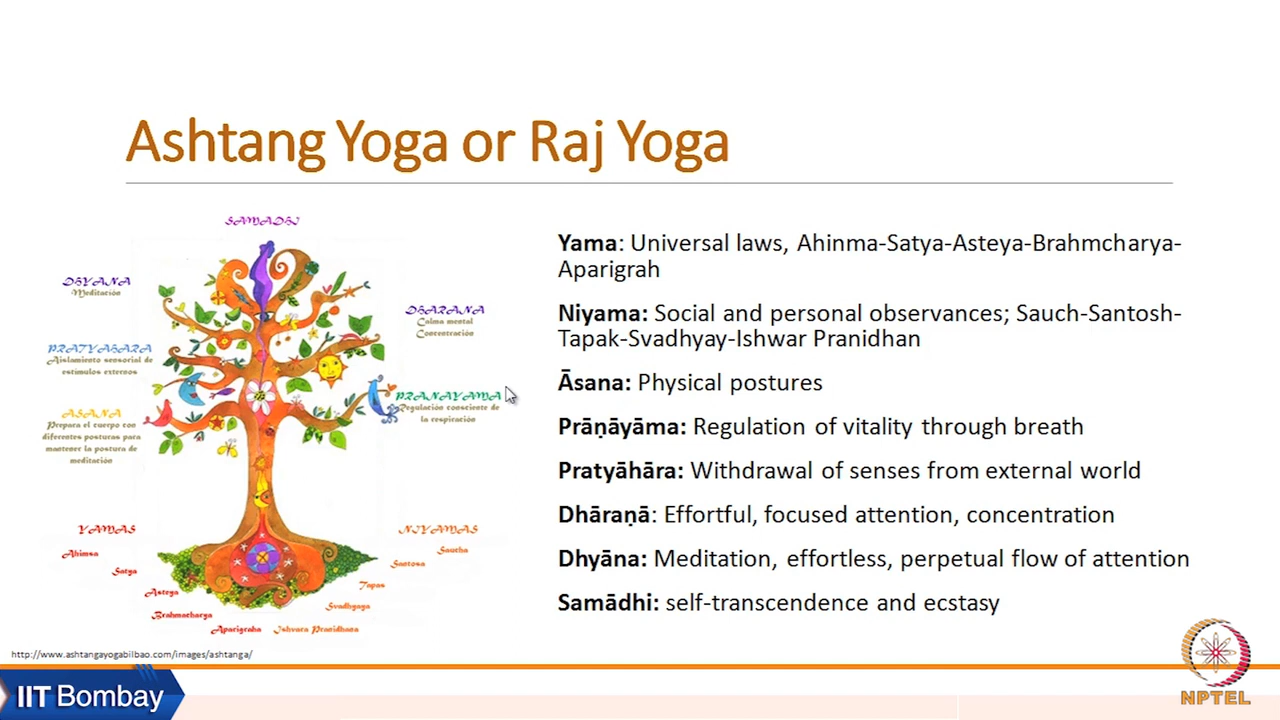 Ashtang Yoga or Raj Yoga
SAMADHI
DHYANA
Meditación
DHARANA
Calma mental
Concentración
PRATYAHARA
Aislamiento sensorial de
estímulos externos
PRANAYAMA
Regulación consciente de
la respiración
ASANA
Prepara el cuerpo con
diferentes posturas para
mantener la postura de
meditación
YAMAS
Ahimsa
Satya
Asteya
Brahmacharya
Aparigraha
NIYAMAS
Saucha
Santosa
Tapas
Svadhyaya
Ishvara Pranidhana
Yama: Universal laws, Ahinma-Satya-Asteya-Brahmcharya-
Aparigrah
Niyama: Social and personal observances; Sauch-Santosh-
Tapak-Svadhyay-Ishwar Pranidhan
Āsana: Physical postures
Prāṇāyāma: Regulation of vitality through breath
Pratyāhāra: Withdrawal of senses from external world
Dhāraṇā: Effortful, focused attention, concentration
Dhyāna: Meditation, effortless, perpetual flow of attention
Samādhi: self-transcendence and ecstasy
http://www.ashtangayogabilbao.com/images/ashtanga/
IIT Bombay
NPTEL